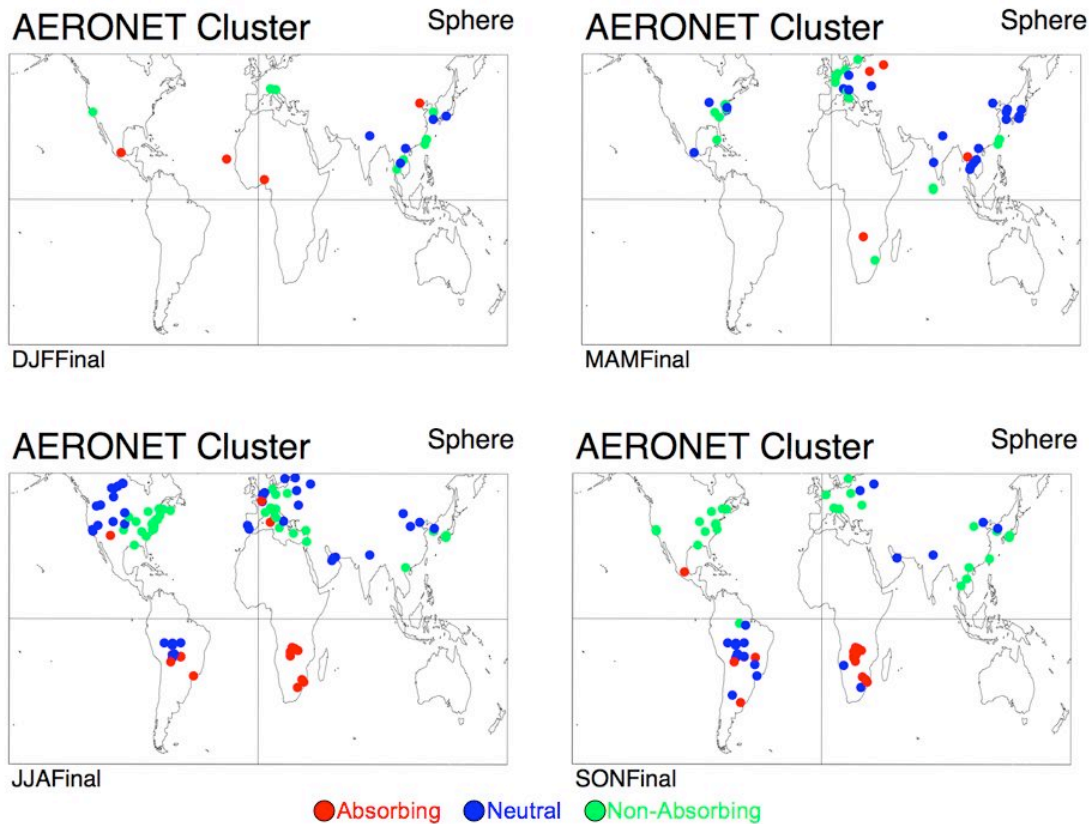 AERONET Cluster Sphere
DJFFinal
AERONET Cluster Sphere
MAMFinal
AERONET Cluster Sphere
JJAFinal
AERONET Cluster Sphere
SONFinal
Absorbing Neutral Non-Absorbing